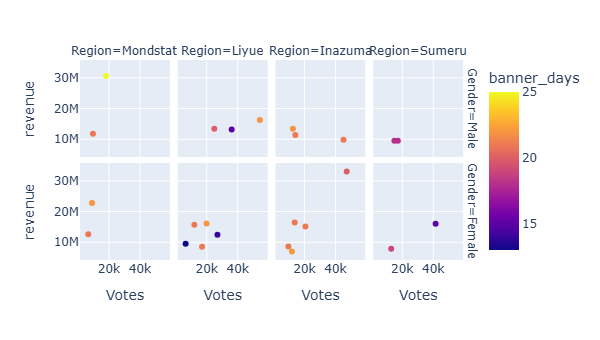 Region=Mondstat
Region=Liyue
Region=Inazuma
Region=Sumeru
banner_days
revenue
30M
20M
10M
Gender=Male
25
20
15
revenue
30M
20M
10M
Gender=Female
20k 40k
20k 40k
20k 40k
20k 40k
Votes
Votes
Votes
Votes